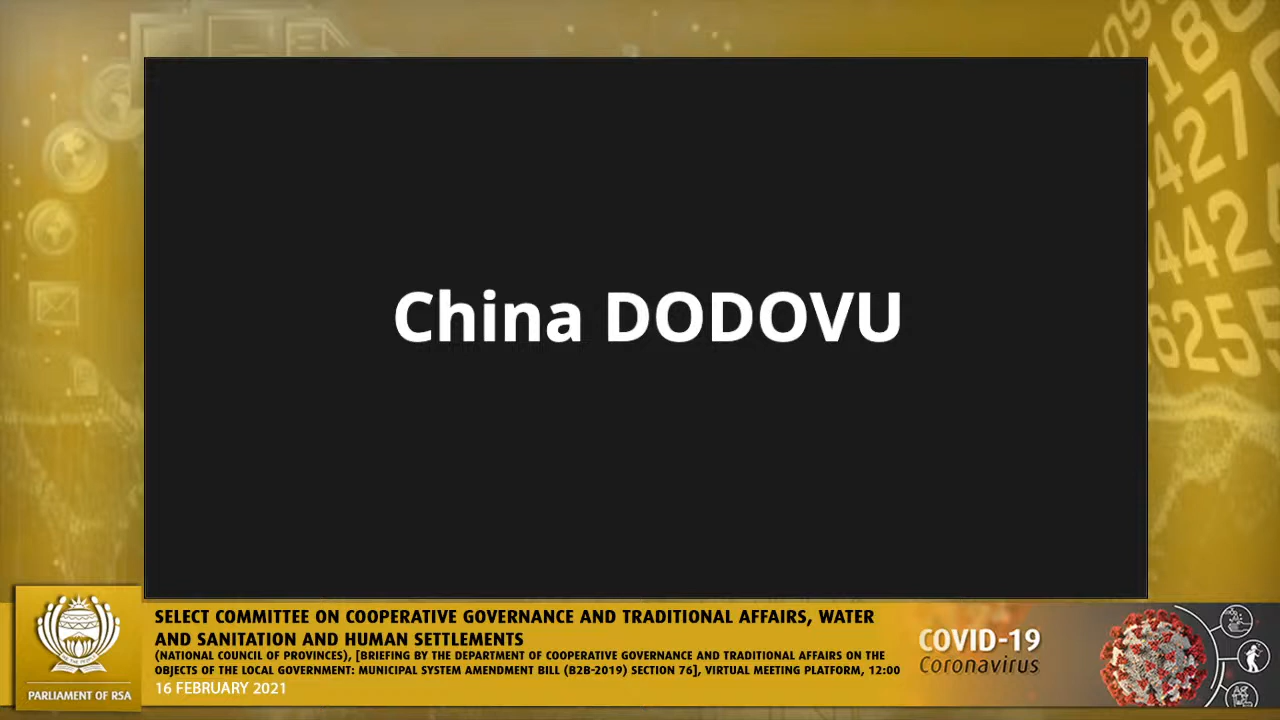 China DODOVU
SELECT COMMITTEE ON COOPERATIVE GOVERNANCE AND TRADITIONAL AFFAIRS, WATER
AND SANITATION AND HUMAN SETTLEMENTS
(NATIONAL COUNCIL OF PROVINCES), [BRIEFING BY THE DEPARTMENT OF COOPERATIVE GOVERNANCE AND TRADITIONAL AFFAIRS ON THE
OBJECTS OF THE LOCAL GOVERNMENT: MUNICIPAL SYSTEM AMENDMENT BILL (B2B-2019) SECTION 76], VIRTUAL MEETING PLATFORM, 12:00
16 FEBRUARY 2021
PARLIAMENT OF RSA
COVID-19
Coronavirus